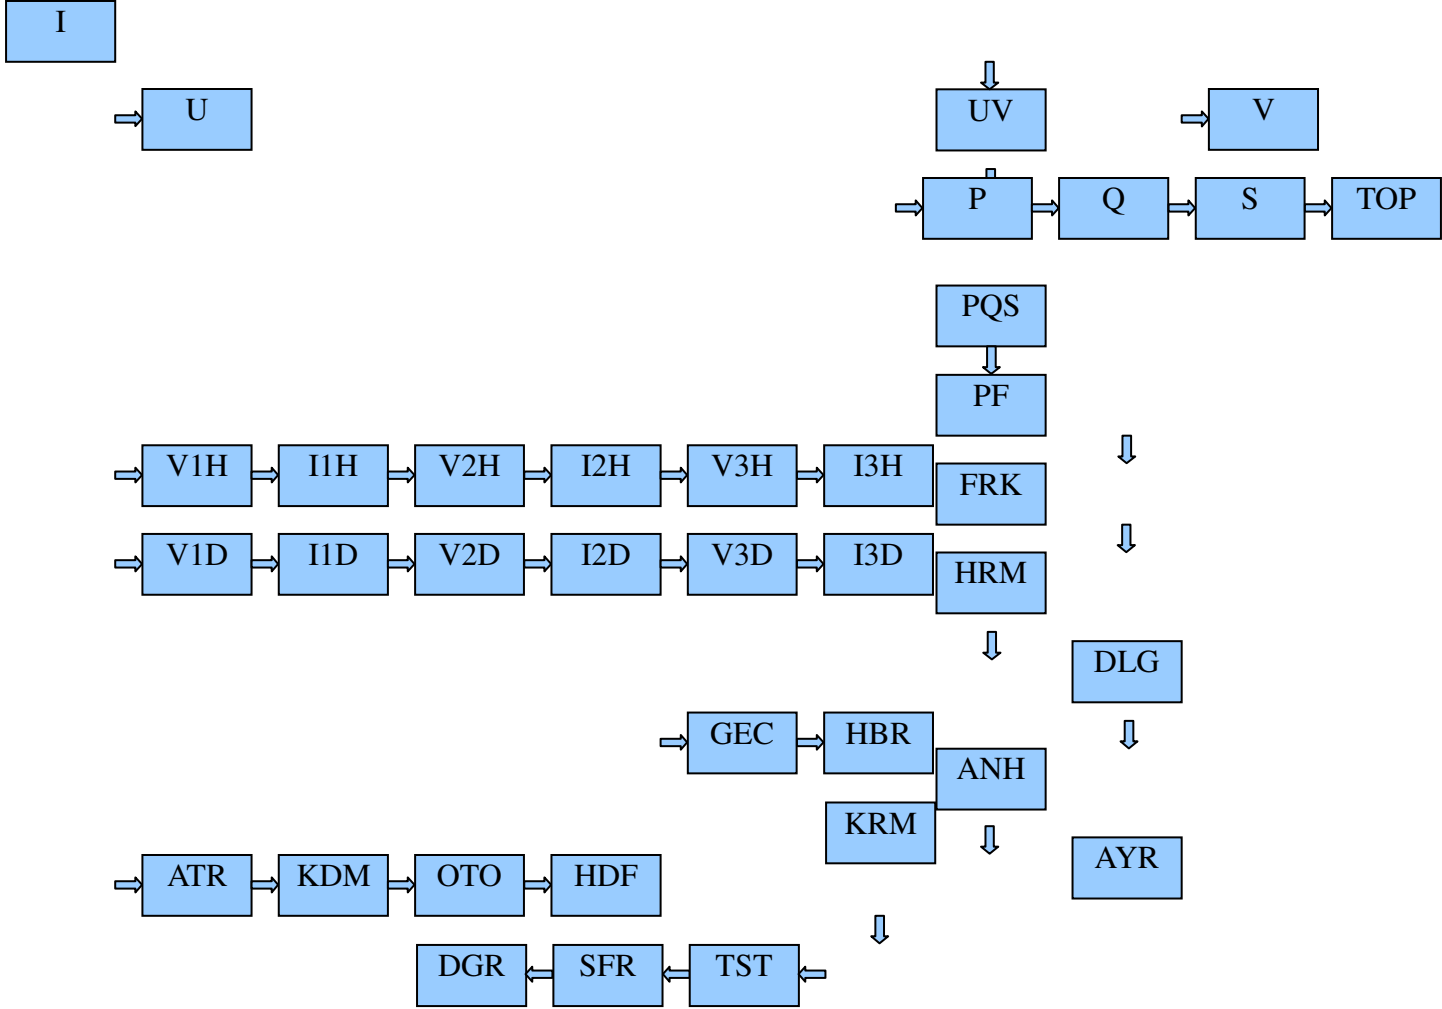 I
U UV V
P Q S TOP
PQS
PF
V1H I1H V2H I2H V3H I3H FRK
V1D I1D V2D I2D V3D I3D HRM
DLG
GEC HBR ANH
KRM AYR
ATR KDM OTO HDF
DGR SFR TST